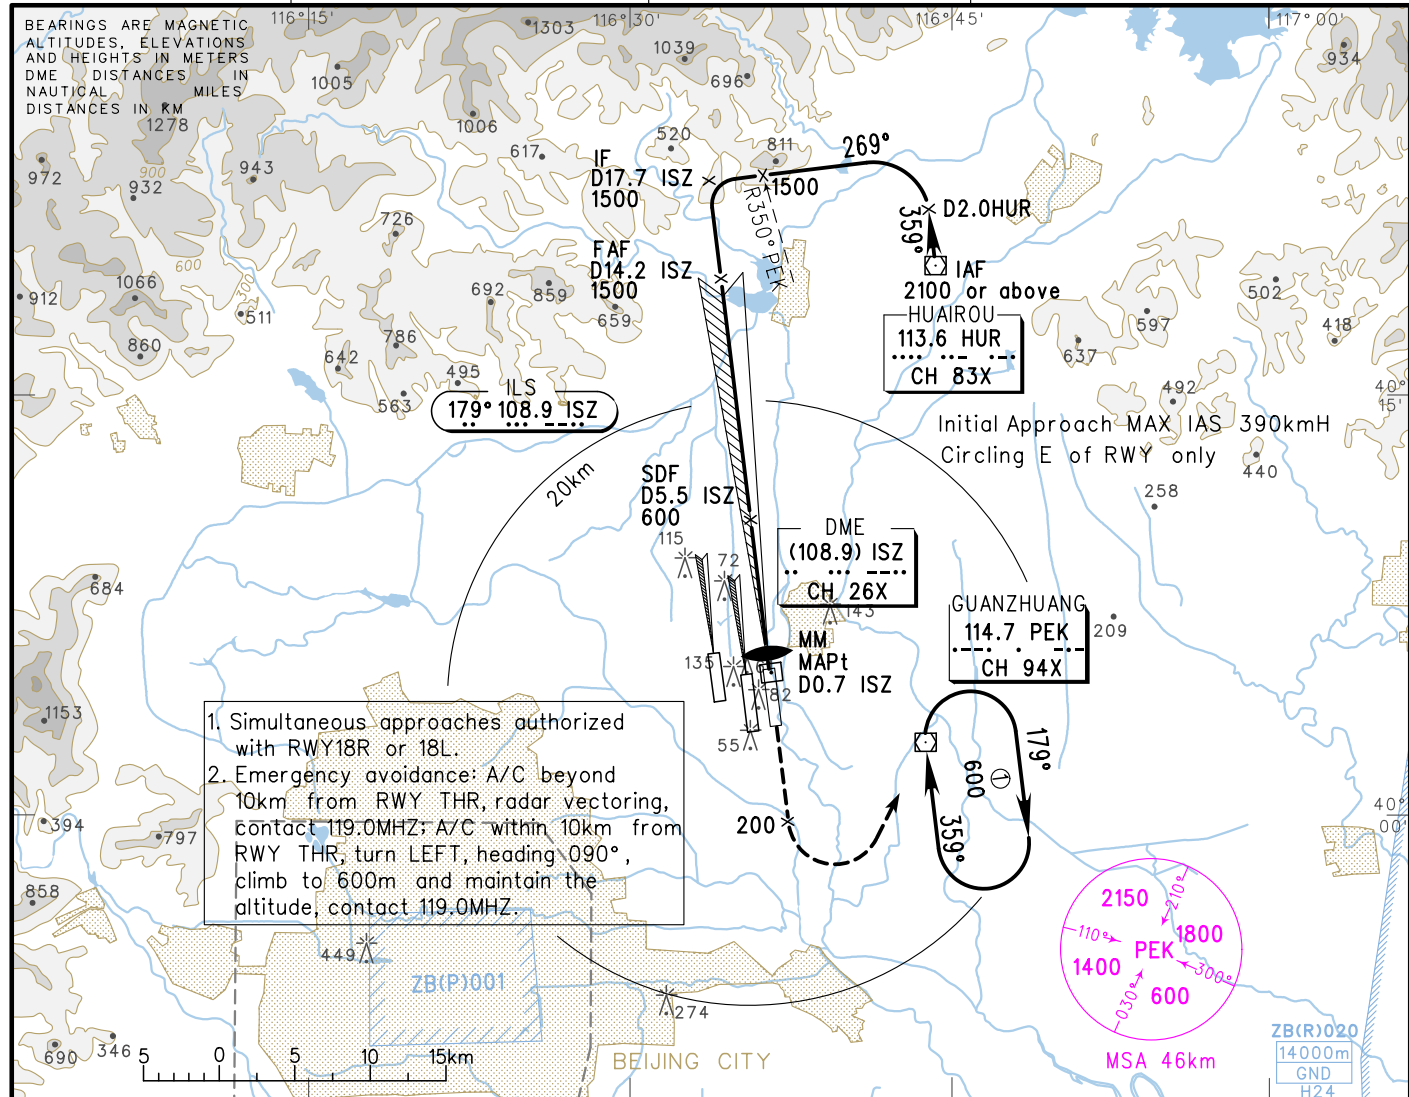 116°15'
116°30'
116°45'
117°00'
BEARINGS ARE MAGNETIC
ALTITUDES, ELEVATIONS
AND HEIGHTS IN METERS
DME DISTANCES IN
NAUTICAL MILES
DISTANCES IN KM
1303
1039
934
1005
696
1278
1006
520
811
617
943
972
900
932
269°
IF
D17.7 ISZ
1500
1500
R350° PEK
D2.0HUR
359°
726
FAF
D14.2 ISZ
1500
600
IAF
2100 or above
1066
300
912
511
692
859
659
502
597
418
HUAIROU
113.6 HUR
CH 83X
786
860
642
637
495
563
492
40°
15'
ILS
179° 108.9 ISZ
Initial Approach MAX IAS 390kmH
Circling E of RWY only
440
20km
258
SDF
D5.5 ISZ
600
115
72
DME
(108.9) ISZ
CH 26X
143
684
GUANZHUANG
114.7 PEK
CH 94X
209
MM
MAPt
D0.7 ISZ
135
82
557
1153
1. Simultaneous approaches authorized
with RWY18R or 18L.
2. Emergency avoidance: A/C beyond
10km from RWY THR, radar vectoring,
contact 119.0MHZ; A/C within 10km from
RWY THR, turn LEFT, heading 090°,
climb to 600m and maintain the
altitude, contact 119.0MHZ.
179°
600
1
359°
200
394
797
40°
00'
858
2150
210°
110°
1800
PEK
1400
300°
030°
600
MSA 46km
449
ZB(P)001
274
690
346
5
0
5
10
15km
BEIJING CITY
ZB(R)020
14000m
GND
H24